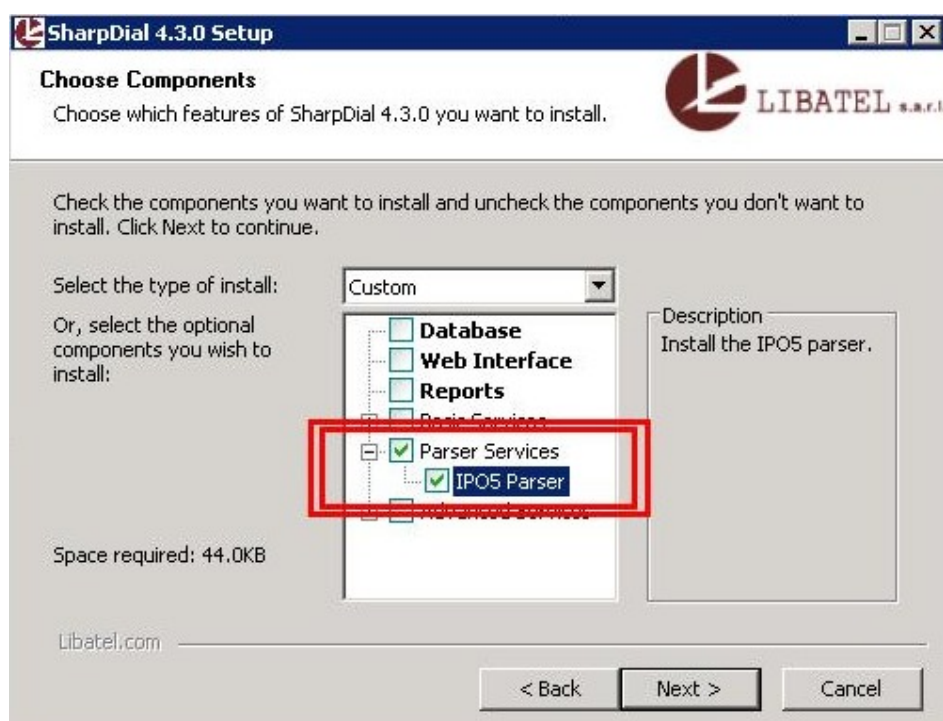 SharpDial 4.3.0 Setup
Choose Components
Choose which features of SharpDial 4.3.0 you want to install.
LIBATEL s.a.r.l
Check the components you want to install and uncheck the components you don't want to
install. Click Next to continue.
Select the type of install:
Custom
Or, select the optional
components you wish to
install:
Database
Web Interface
Reports
Basic Services
Parser Services
IPO5 Parser
Advanced Services
Description
Install the IPO5 parser.
Space required: 44.0KB
Libatel.com
< Back
Next >
Cancel